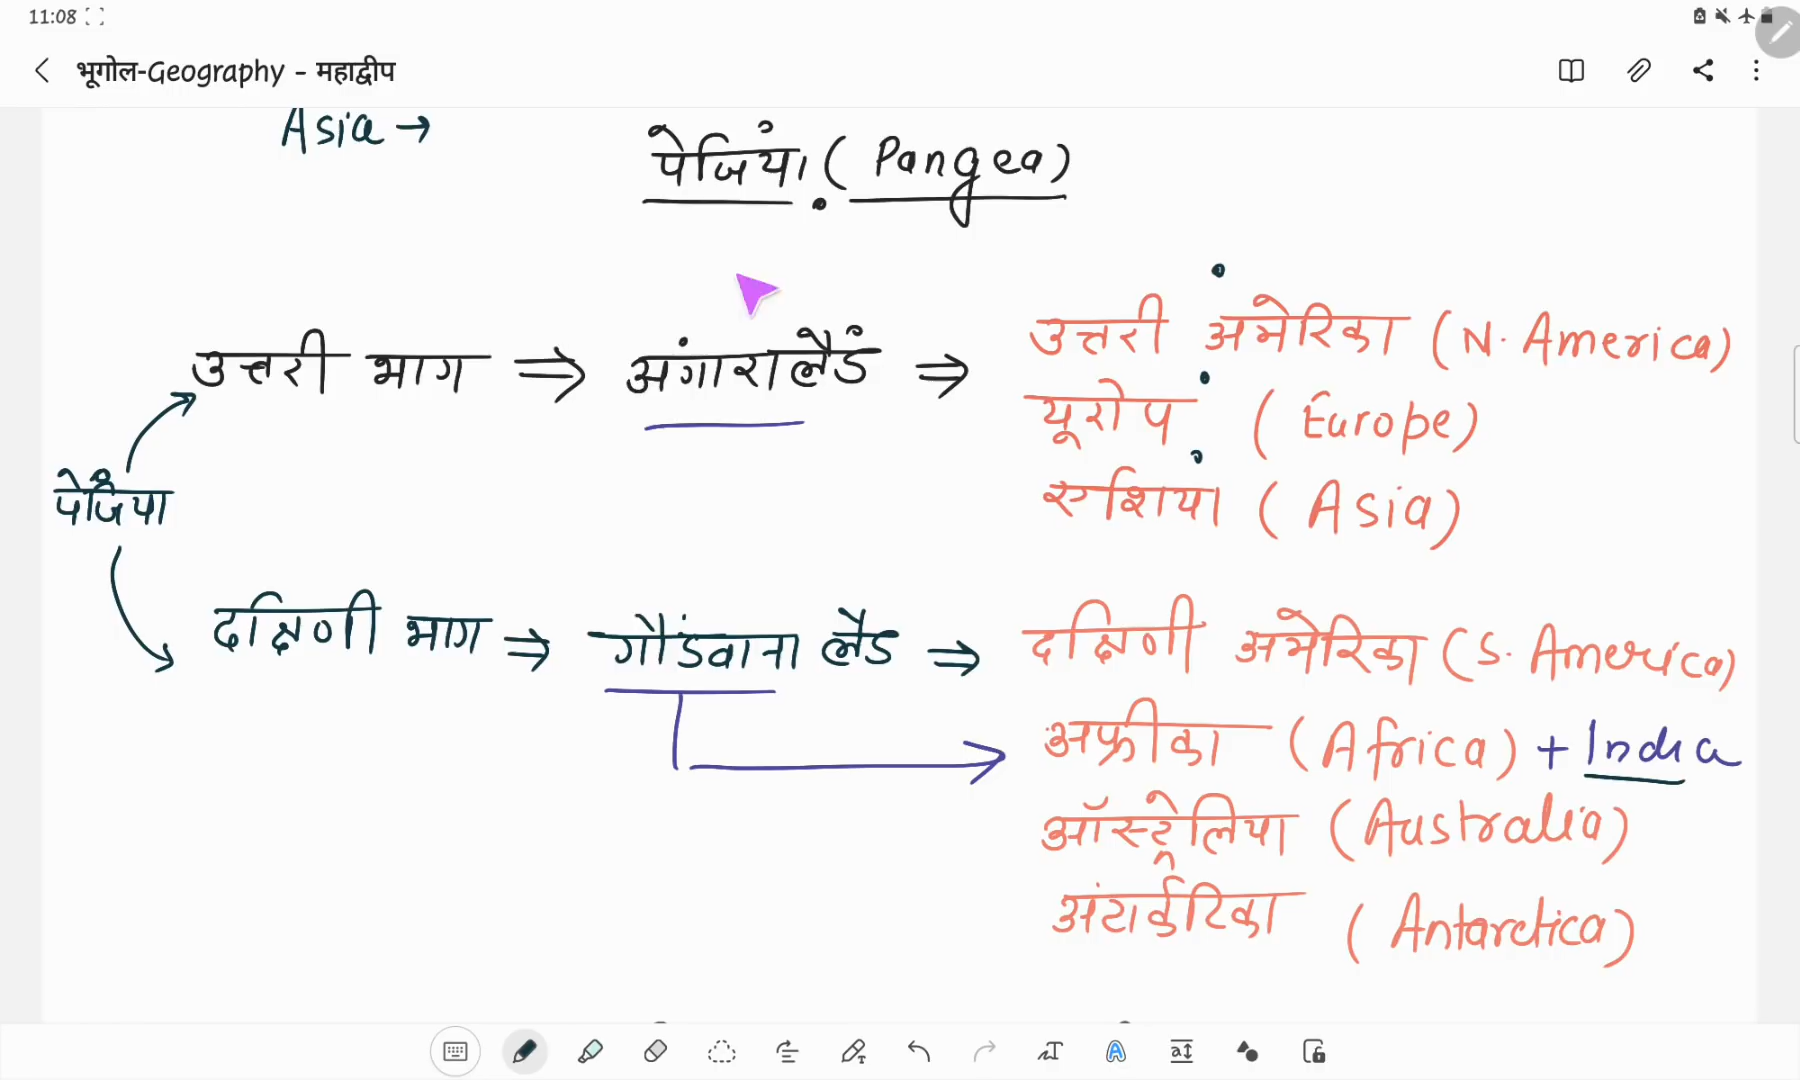 11:08
भूगोल-Geography - महाद्वीप
Asia →
पेजियां (Pangea)
उत्तरी भाग ⇒ अंगारालैंड ⇒ उत्तरी अमेरिका (N. America)
यूरोप (Europe)
एशिया (Asia)
पेंजिया
दक्षिणी भाग ⇒ गौंडवाना लैंड ⇒ दक्षिणी अमेरिका (S. America)
अफ्रीका (Africa) + India
ऑस्ट्रेलिया (Australia)
अंटार्कटिका (Antarctica)